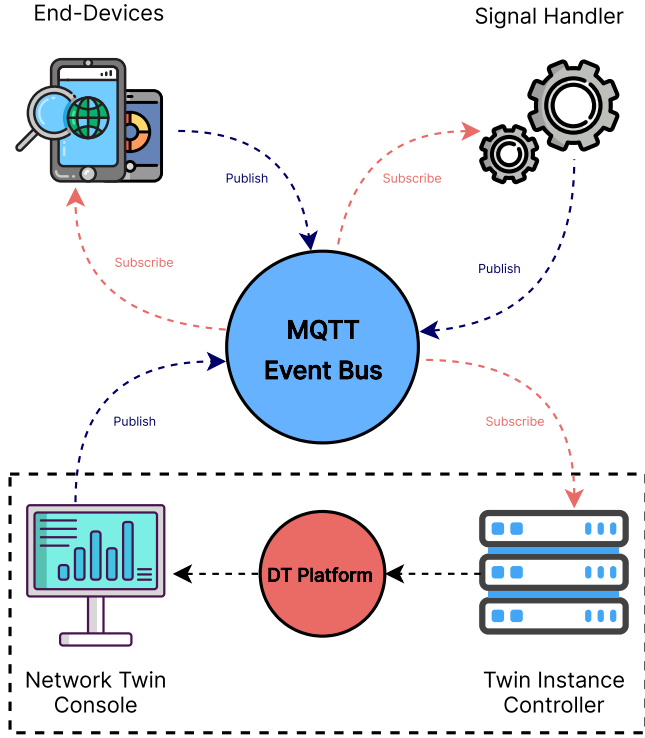 End-Devices
Signal Handler
Publish
Subscribe
Subscribe
Publish
MQTT
Event Bus
Publish
Subscribe
DT Platform
Network Twin
Console
Twin Instance
Controller